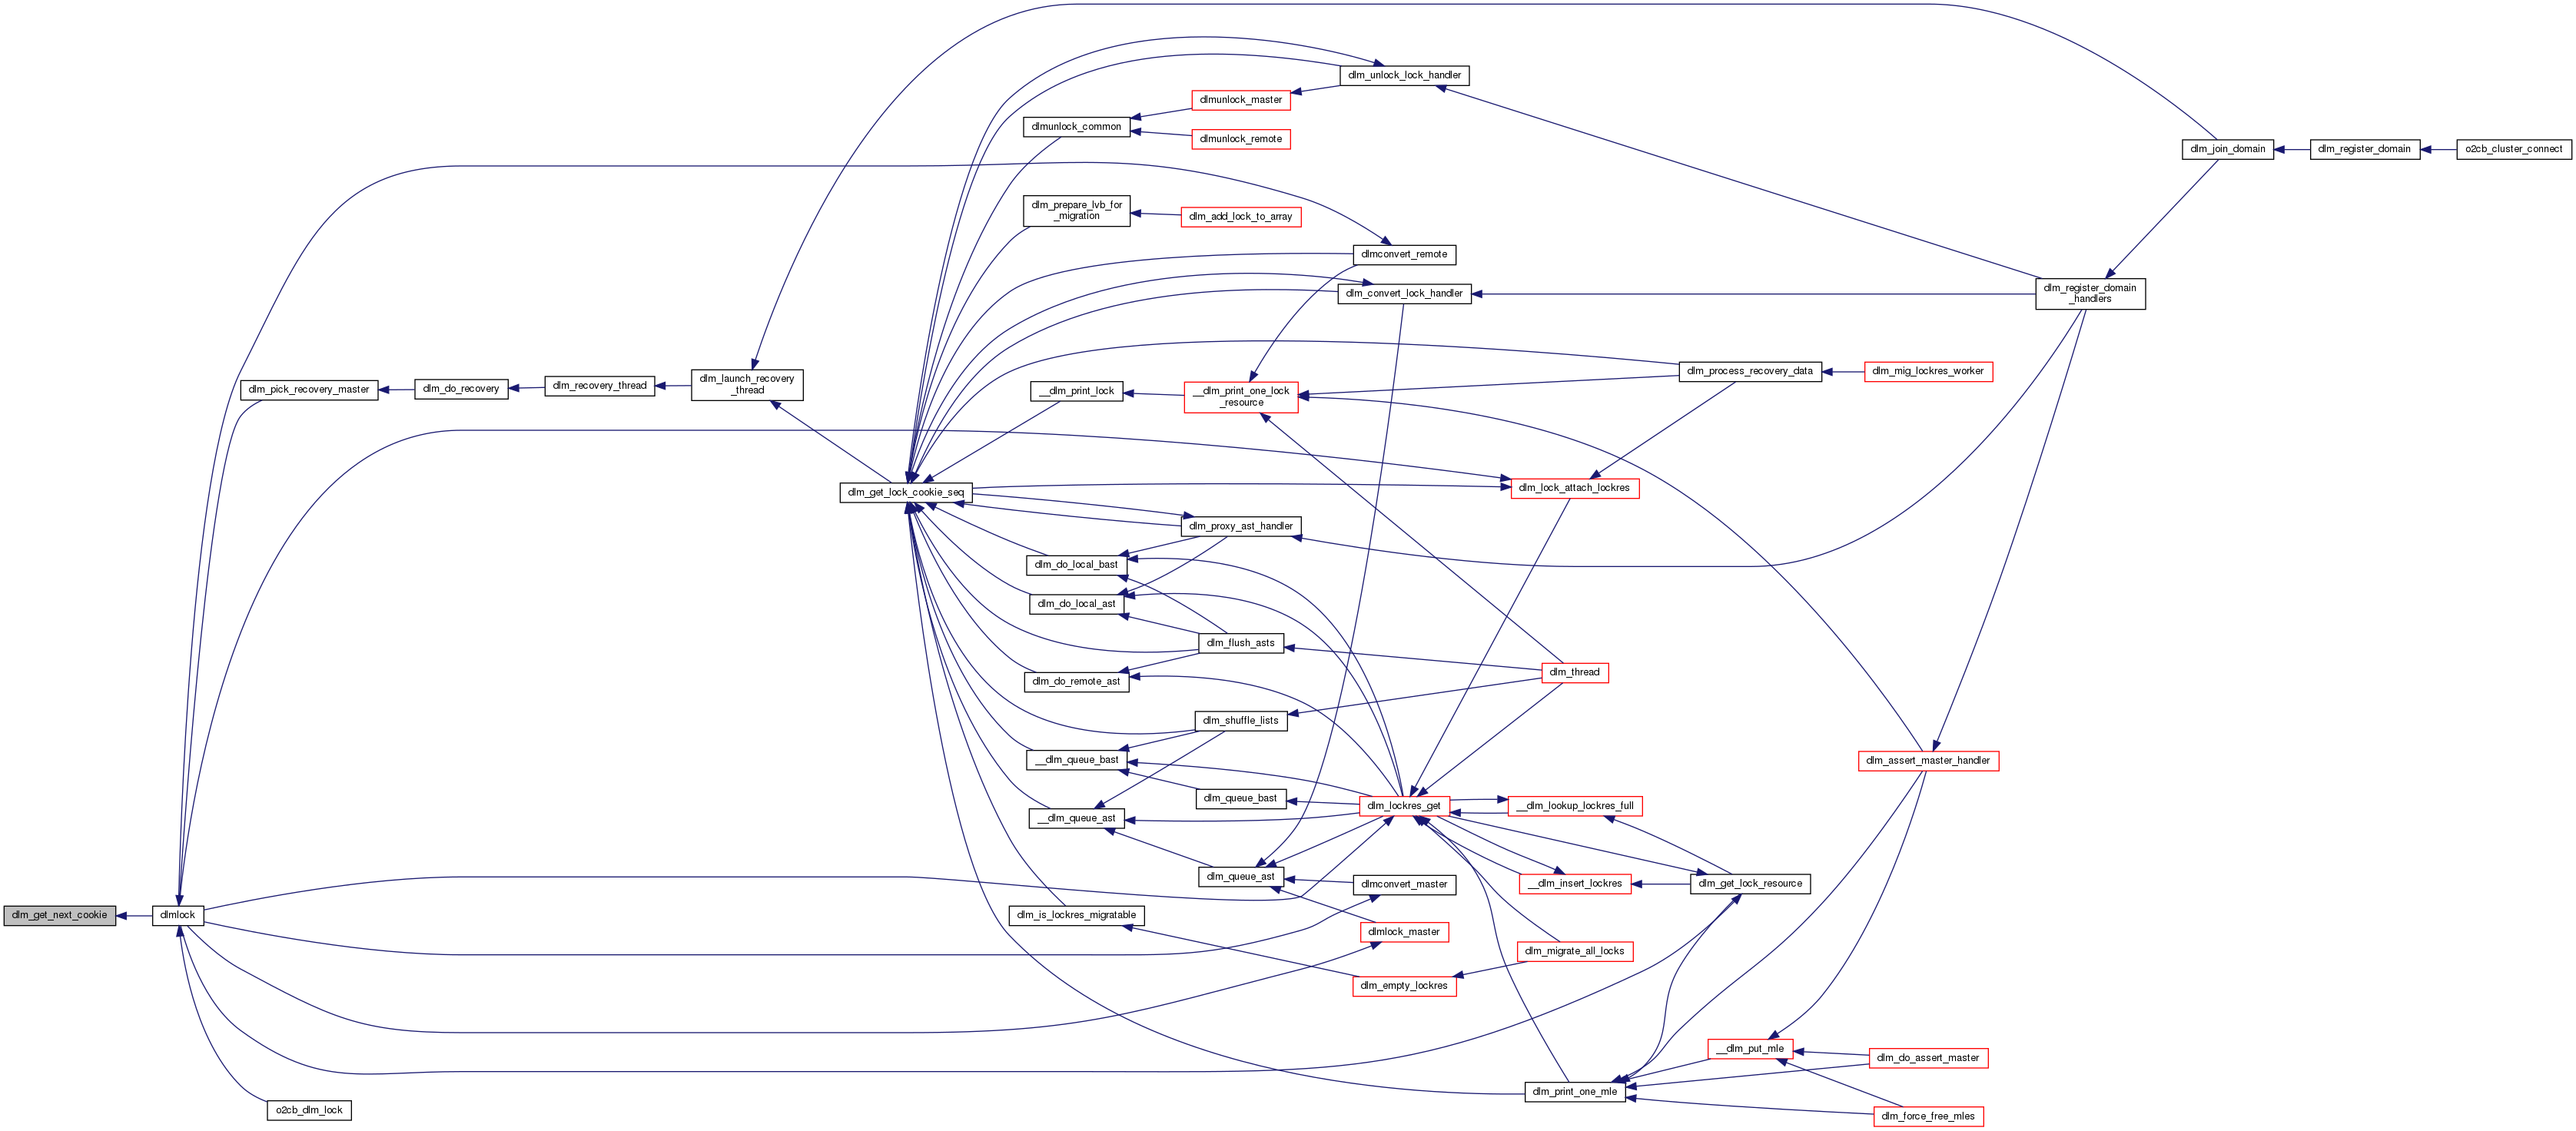 dlm_unlock_lock_handler
dlmunlock_master
dlmunlock_common
dlmunlock_remote
dlm_join_domain
dlm_register_domain
o2cb_cluster_connect
dlm_prepare_lvb_for
_migration
dlm_add_lock_to_array
dlmconvert_remote
dlm_convert_lock_handler
dlm_register_domain
_handlers
dlm_pick_recovery_master
dlm_do_recovery
dlm_recovery_thread
dlm_launch_recovery
_thread
__dlm_print_lock
__dlm_print_one_lock
_resource
dlm_process_recovery_data
dlm_mig_lockres_worker
dlm_get_lock_cookie_seq
dlm_lock_attach_lockres
dlm_proxy_ast_handler
dlm_do_local_bast
dlm_do_local_ast
dlm_flush_asts
dlm_do_remote_ast
dlm_thread
dlm_shuffle_lists
__dlm_queue_bast
dlm_assert_master_handler
dlm_queue_bast
dlm_lockres_get
__dlm_lookup_lockres_full
__dlm_queue_ast
dlm_queue_ast
dlmconvert_master
__dlm_insert_lockres
dlm_get_lock_resource
dlm_get_next_cookie
dlmlock
dlm_is_lockres_migratable
dlmlock_master
dlm_migrate_all_locks
dlm_empty_lockres
__dlm_put_mle
dlm_do_assert_master
dlm_print_one_mle
o2cb_dlm_lock
dlm_force_free_mles